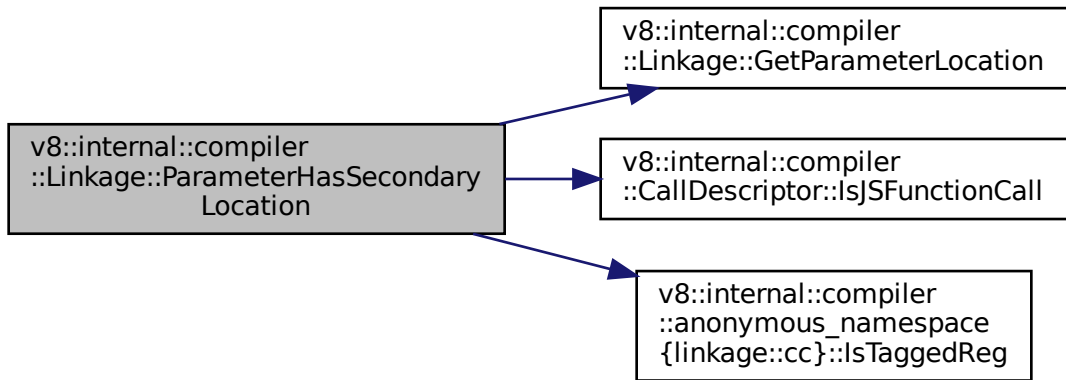 v8::internal::compiler
::Linkage::ParameterHasSecondary
Location
v8::internal::compiler
::Linkage::GetParameterLocation
v8::internal::compiler
::CallDescriptor::IsJSFunctionCall
v8::internal::compiler
::anonymous_namespace
{linkage::cc}::IsTaggedReg